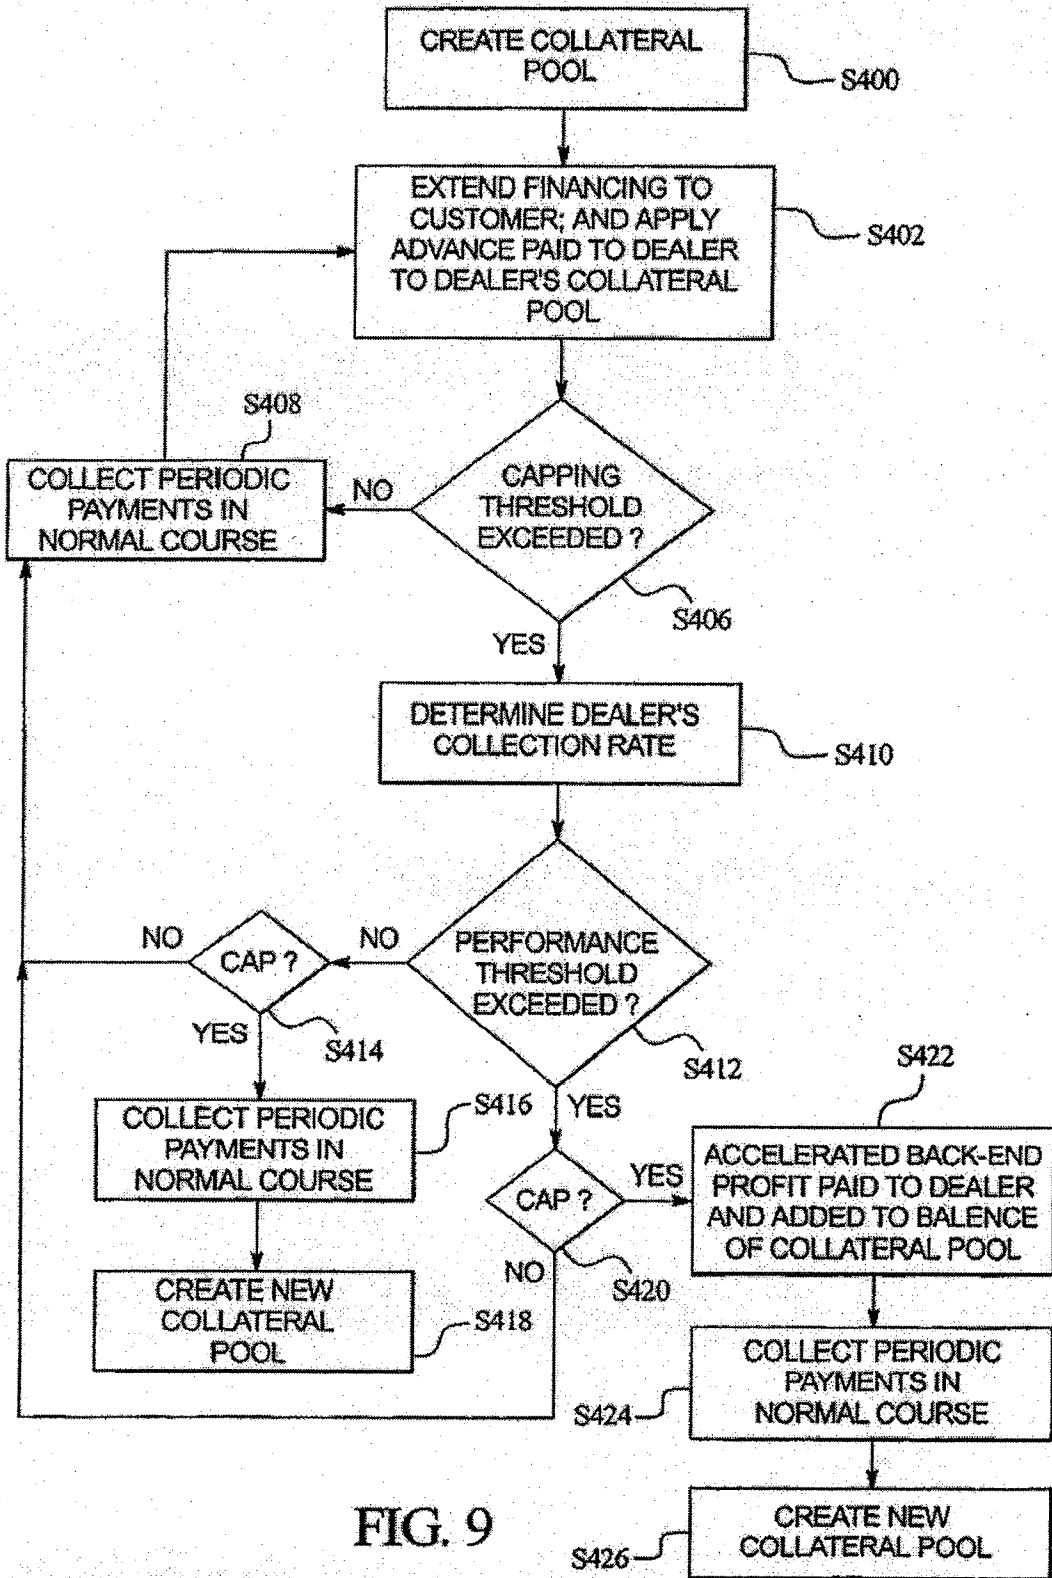 CREATE COLLATERAL
POOL
S400
EXTEND FINANCING TO
CUSTOMER; AND APPLY
ADVANCE PAID TO DEALER
TO DEALER'S COLLATERAL
POOL
S402
S408
COLLECT PERIODIC
PAYMENTS IN
NORMAL COURSE
NO
CAPPING
THRESHOLD
EXCEEDED ?
S406
YES
DETERMINE DEALER'S
COLLECTION RATE
S410
NO
CAP ?
NO
PERFORMANCE
THRESHOLD
EXCEEDED ?
YES
S414
S412
COLLECT PERIODIC
PAYMENTS IN
NORMAL COURSE
S416
YES
S422
CAP ?
YES
ACCELERATED BACK-END
PROFIT PAID TO DEALER
AND ADDED TO BALENCE
OF COLLATERAL POOL
NO
S420
CREATE NEW
COLLATERAL
POOL
S418
COLLECT PERIODIC
PAYMENTS IN
NORMAL COURSE
S424
CREATE NEW
COLLATERAL POOL
S426
FIG. 9